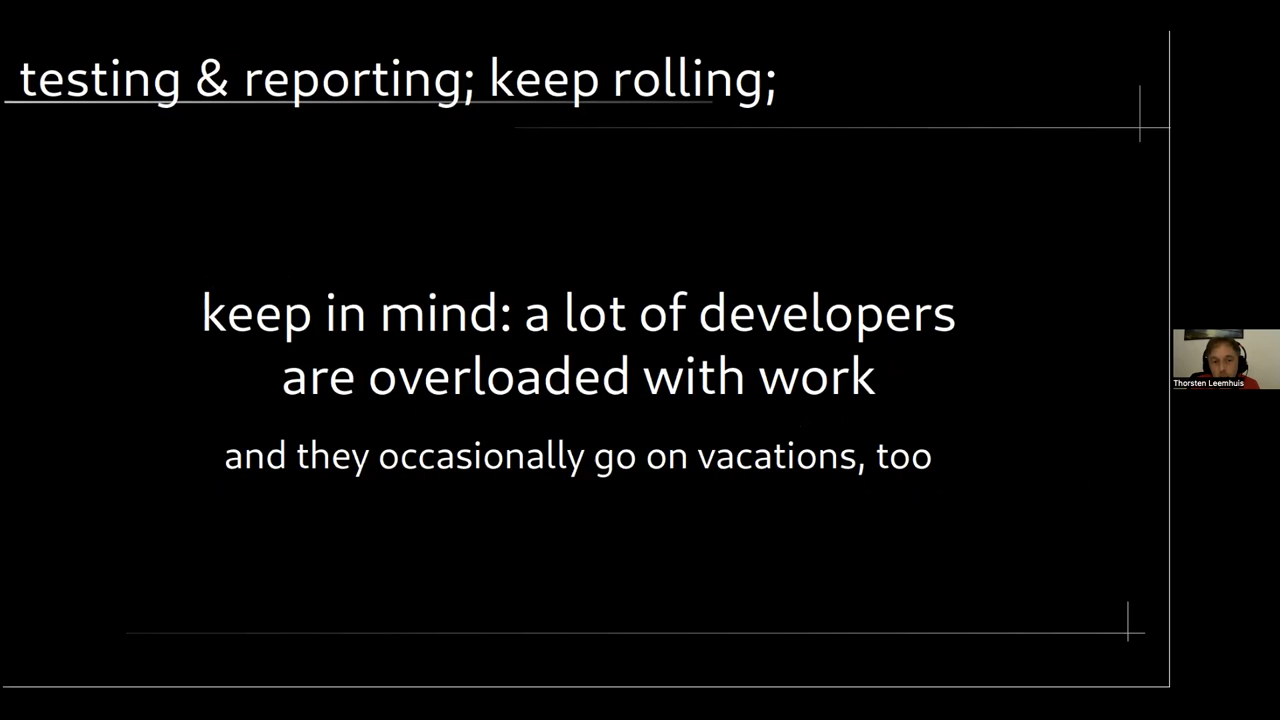 testing & reporting; keep rolling;
keep in mind: a lot of developers
are overloaded with work
and they occasionally go on vacations, too
Thorsten Leemhuis